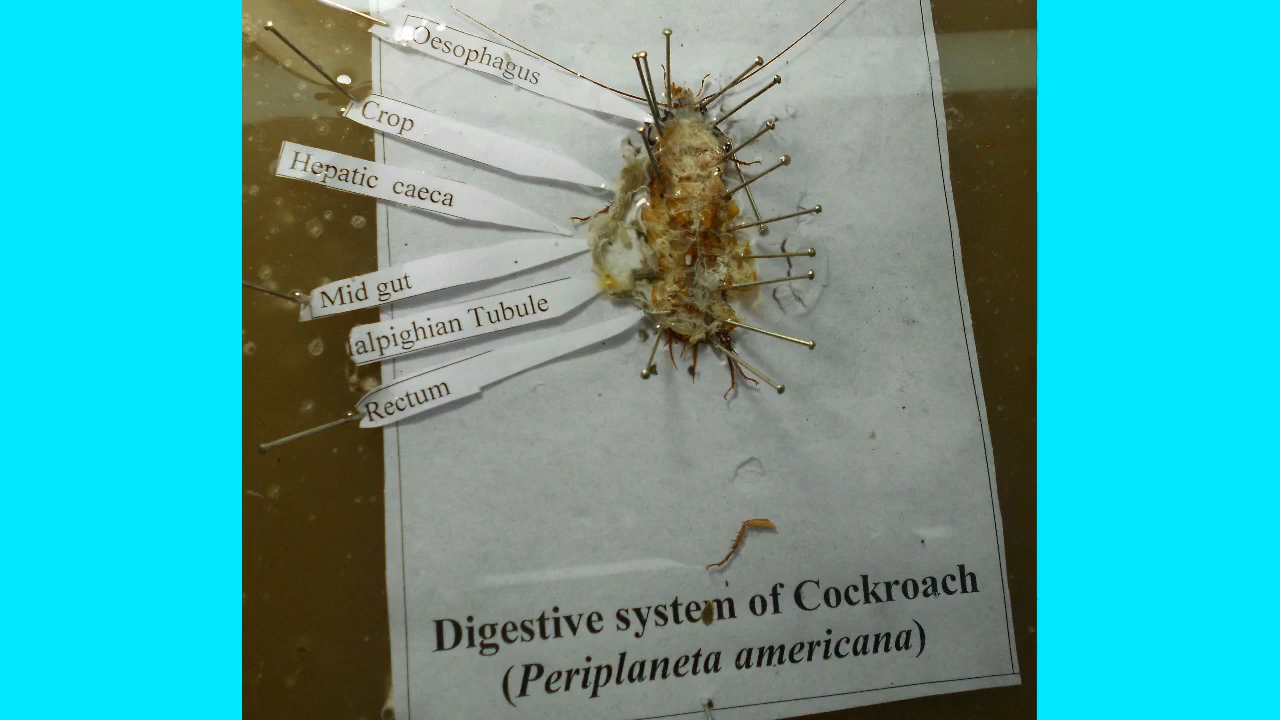 Oesophagus
Crop
Hepatic caeca
Mid gut
alpighian Tubule
Rectum
Digestive system of Cockroach
(Periplaneta americana)